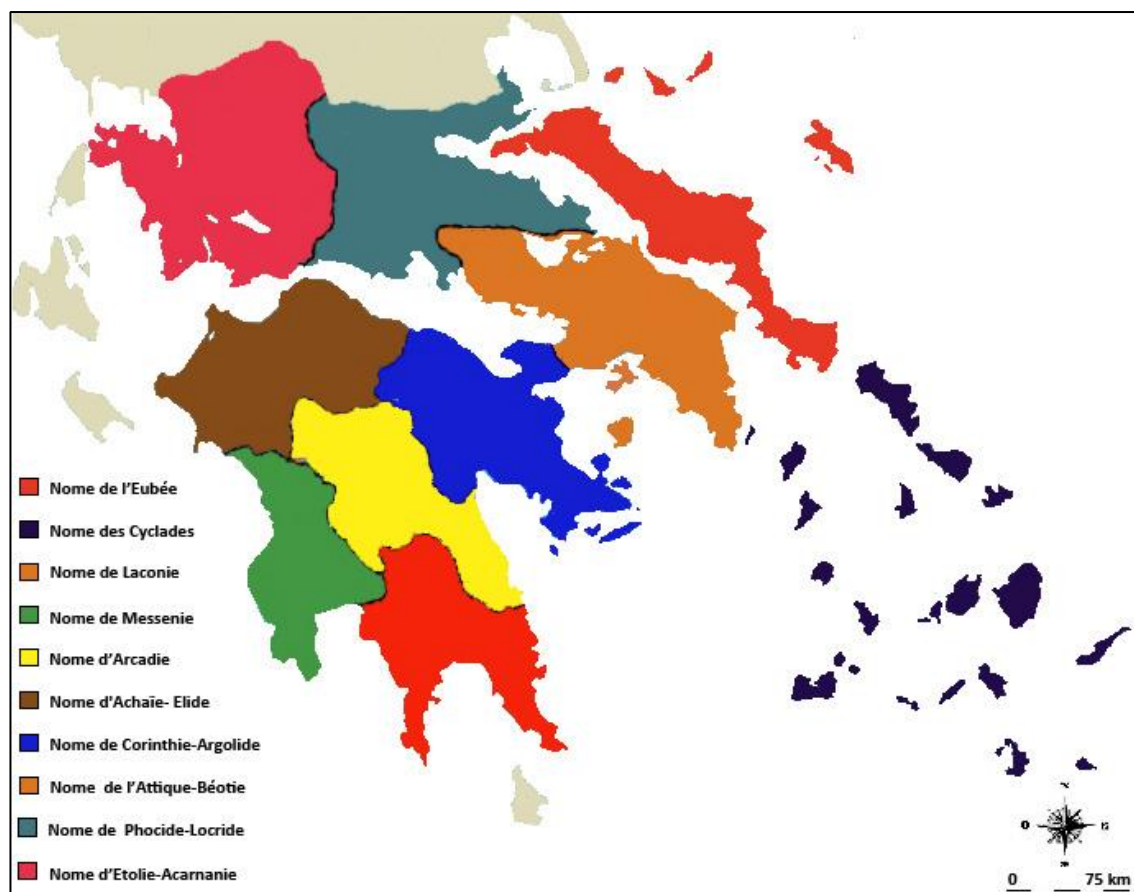 Nome de l'Eubée
Nome des Cyclades
Nome de Laconie
Nome de Messenie
Nome d'Arcadie
Nome d'Achaïe- Elide
Nome de Corinthie-Argolide
Nome de l'Attique-Béotie
Nome de Phocide-Locride
Nome d'Etolie-Acarnanie
O
0 75 km